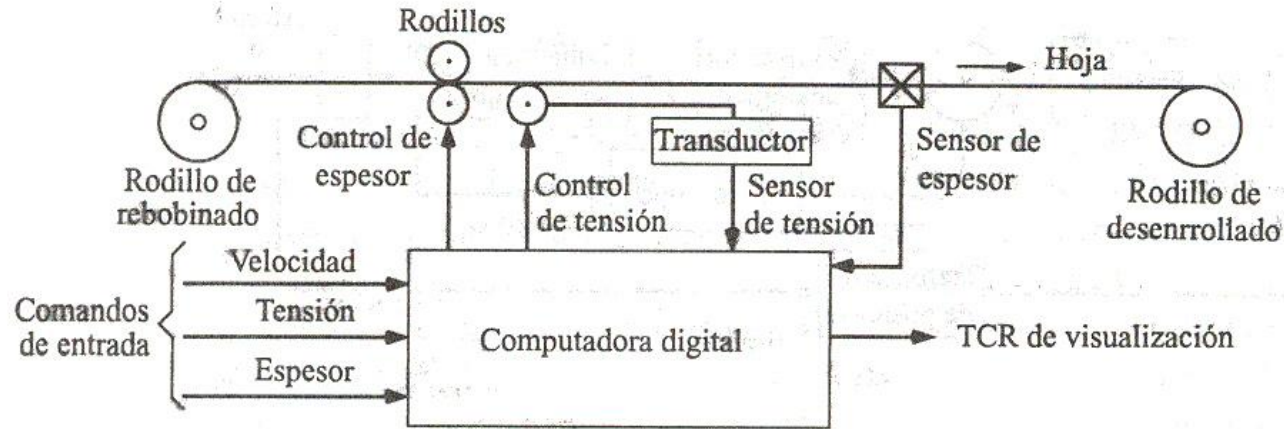 Rodillos
Hoja
Control de
espesor
Transductor
Sensor de
espesor
Rodillo de
rebobinado
Control
de tensión
Sensor
de tensión
Rodillo de
desenrrollado
Comandos
de entrada
Velocidad
Tensión
Espesor
Computadora digital
TCR de visualización